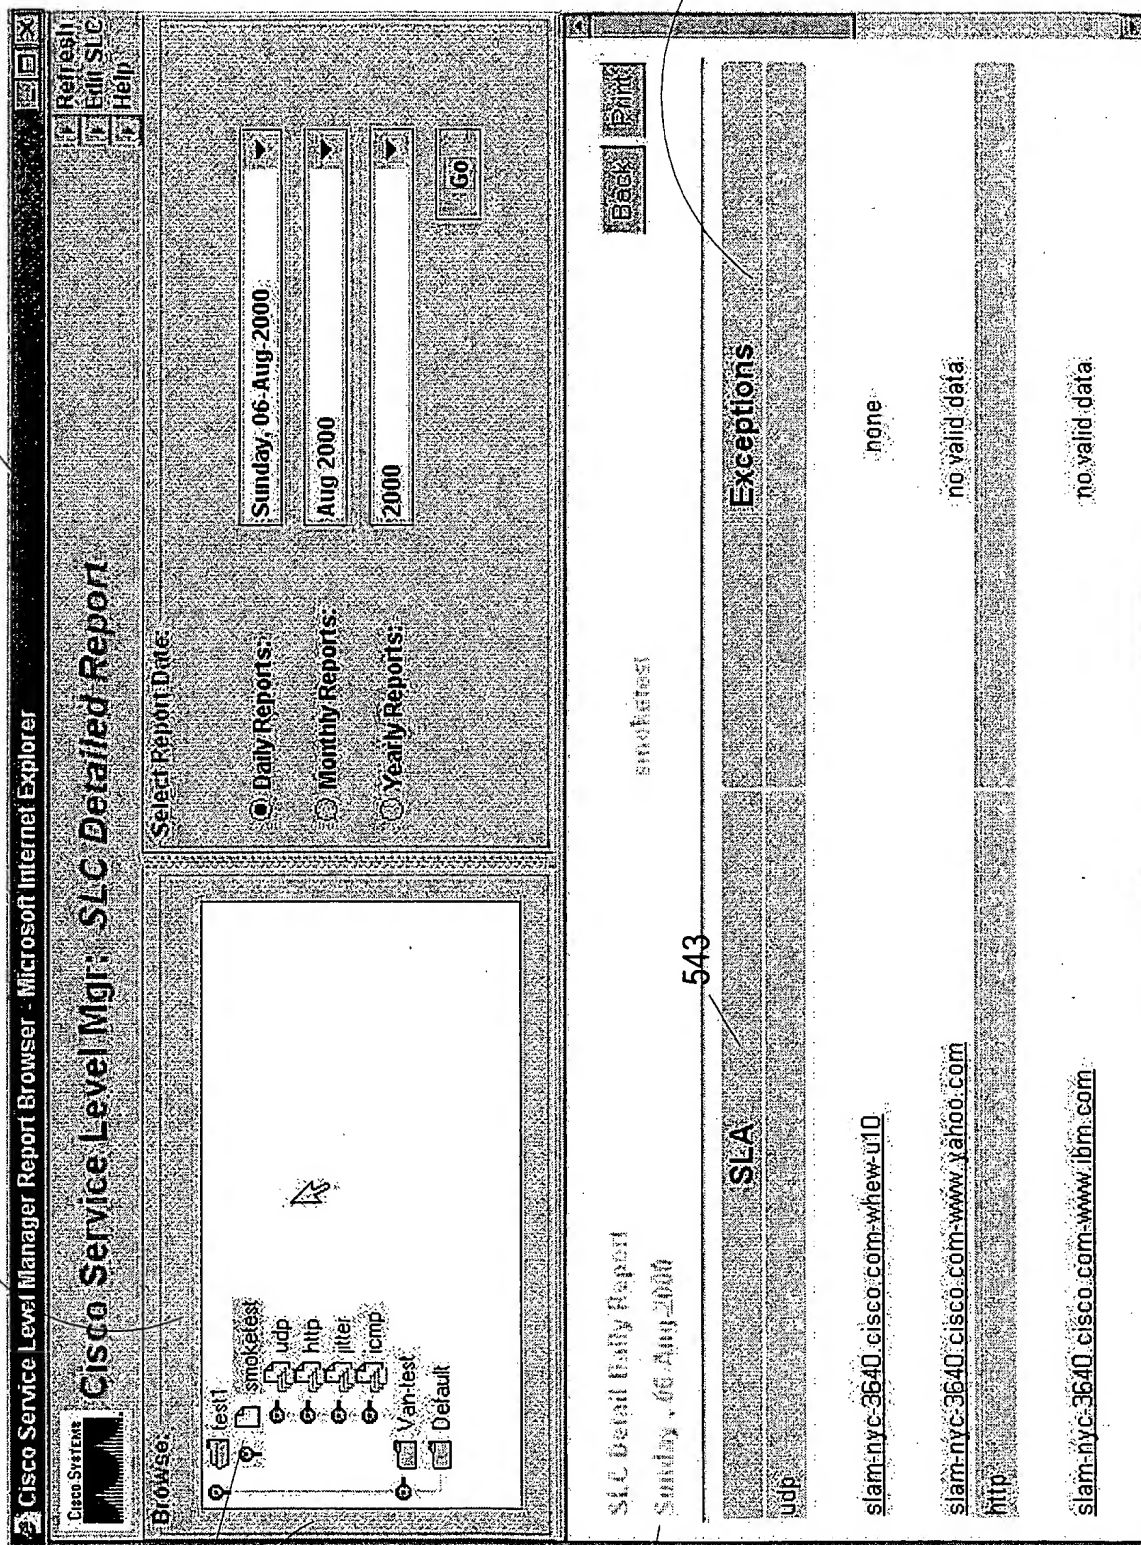 Cisco Service Level Manager Report Browser - Microsoft Internet Explorer
CISCO SYSTEMS
Cisco Service Level Mgr: SLC Detailed Report
Refresh
Edit SLC
Help
Browse:
test1
smoketest
udp
http
jitter
icmp
Van-test
Default
Select Report Date:
Daily Reports:
Sunday, 06-Aug-2000
Monthly Reports:
Aug 2000
Yearly Reports:
2000
Go
Back
Print
SLC Detail Daily Report
smoketest
Sunday , 06 Aug 2000
543
SLA
Exceptions
udp
slam-nyc-3640.cisco.com-whew-u10
none
slam-nyc-3640.cisco.com-www.yahoo.com
no valid data
http
slam-nyc-3640.cisco.com-www.ibm.com
no valid data